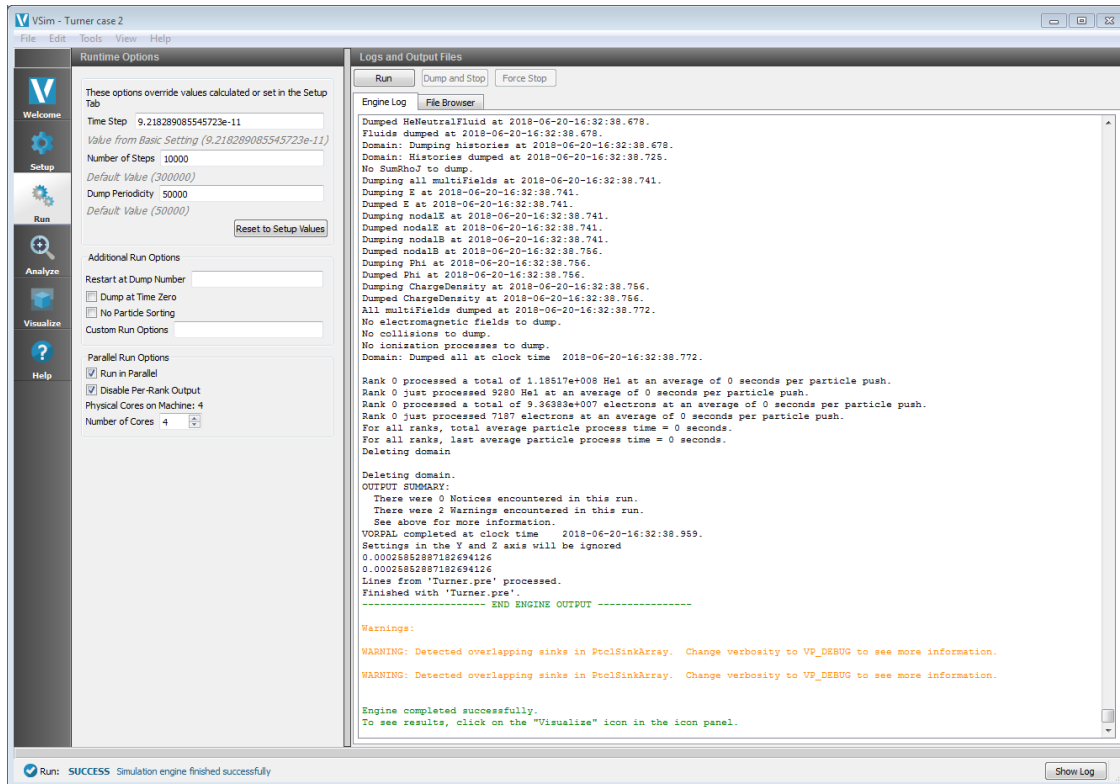 VSim - Turner case 2
File Edit Tools View Help
Welcome
Setup
Run
Analyze
Visualize
Help
Runtime Options
These options override values calculated or set in the Setup
Tab
Time Step 9.218289085545723e-11
Value from Basic Setting (9.218289085545723e-11)
Number of Steps 10000
Default Value (300000)
Dump Periodicity 50000
Default Value (50000)
Reset to Setup Values
Additional Run Options
Restart at Dump Number
Dump at Time Zero
No Particle Sorting
Custom Run Options
Parallel Run Options
Run in Parallel
Disable Per-Rank Output
Physical Cores on Machine: 4
Number of Cores 4
Logs and Output Files
Run Dump and Stop Force Stop
Engine Log File Browser
Dumped HeNeutralFluid at 2018-06-20-16:32:38.678.
Fluids dumped at 2018-06-20-16:32:38.678.
Domain: Dumping histories at 2018-06-20-16:32:38.678.
Domain: Histories dumped at 2018-06-20-16:32:38.725.
No SumRhoJ to dump.
Dumping all multiFields at 2018-06-20-16:32:38.741.
Dumping E at 2018-06-20-16:32:38.741.
Dumped E at 2018-06-20-16:32:38.741.
Dumping nodalE at 2018-06-20-16:32:38.741.
Dumped nodalE at 2018-06-20-16:32:38.741.
Dumping nodalB at 2018-06-20-16:32:38.741.
Dumped nodalB at 2018-06-20-16:32:38.756.
Dumping Phi at 2018-06-20-16:32:38.756.
Dumped Phi at 2018-06-20-16:32:38.756.
Dumping ChargeDensity at 2018-06-20-16:32:38.756.
Dumped ChargeDensity at 2018-06-20-16:32:38.756.
All multiFields dumped at 2018-06-20-16:32:38.772.
No electromagnetic fields to dump.
No collisions to dump.
No ionization processes to dump.
Domain: Dumped all at clock time 2018-06-20-16:32:38.772.
Rank 0 processed a total of 1.18517e+008 He1 at an average of 0 seconds per particle push.
Rank 0 just processed 9280 He1 at an average of 0 seconds per particle push.
Rank 0 processed a total of 9.36383e+007 electrons at an average of 0 seconds per particle push.
Rank 0 just processed 7187 electrons at an average of 0 seconds per particle push.
For all ranks, total average particle process time = 0 seconds.
For all ranks, last average particle process time = 0 seconds.
Deleting domain
Deleting domain.
OUTPUT SUMMARY:
There were 0 Notices encountered in this run.
There were 2 Warnings encountered in this run.
See above for more information.
VORPAL completed at clock time 2018-06-20-16:32:38.959.
Settings in the Y and Z axis will be ignored
0.00025852887182694126
0.00025852887182694126
Lines from 'Turner.pre' processed.
Finished with 'Turner.pre'.
--------------------- END ENGINE OUTPUT ----------------
Warnings:
WARNING: Detected overlapping sinks in PtclSinkArray. Change verbosity to VP_DEBUG to see more information.
WARNING: Detected overlapping sinks in PtclSinkArray. Change verbosity to VP_DEBUG to see more information.
Engine completed successfully.
To see results, click on the "Visualize" icon in the icon panel.
Run: SUCCESS Simulation engine finished successfully
Show Log